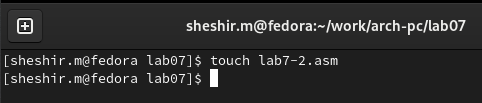 sheshir.m@fedora:~/work/arch-pc/lab07
[sheshir.m@fedora lab07]$ touch lab7-2.asm
[sheshir.m@fedora lab07]$